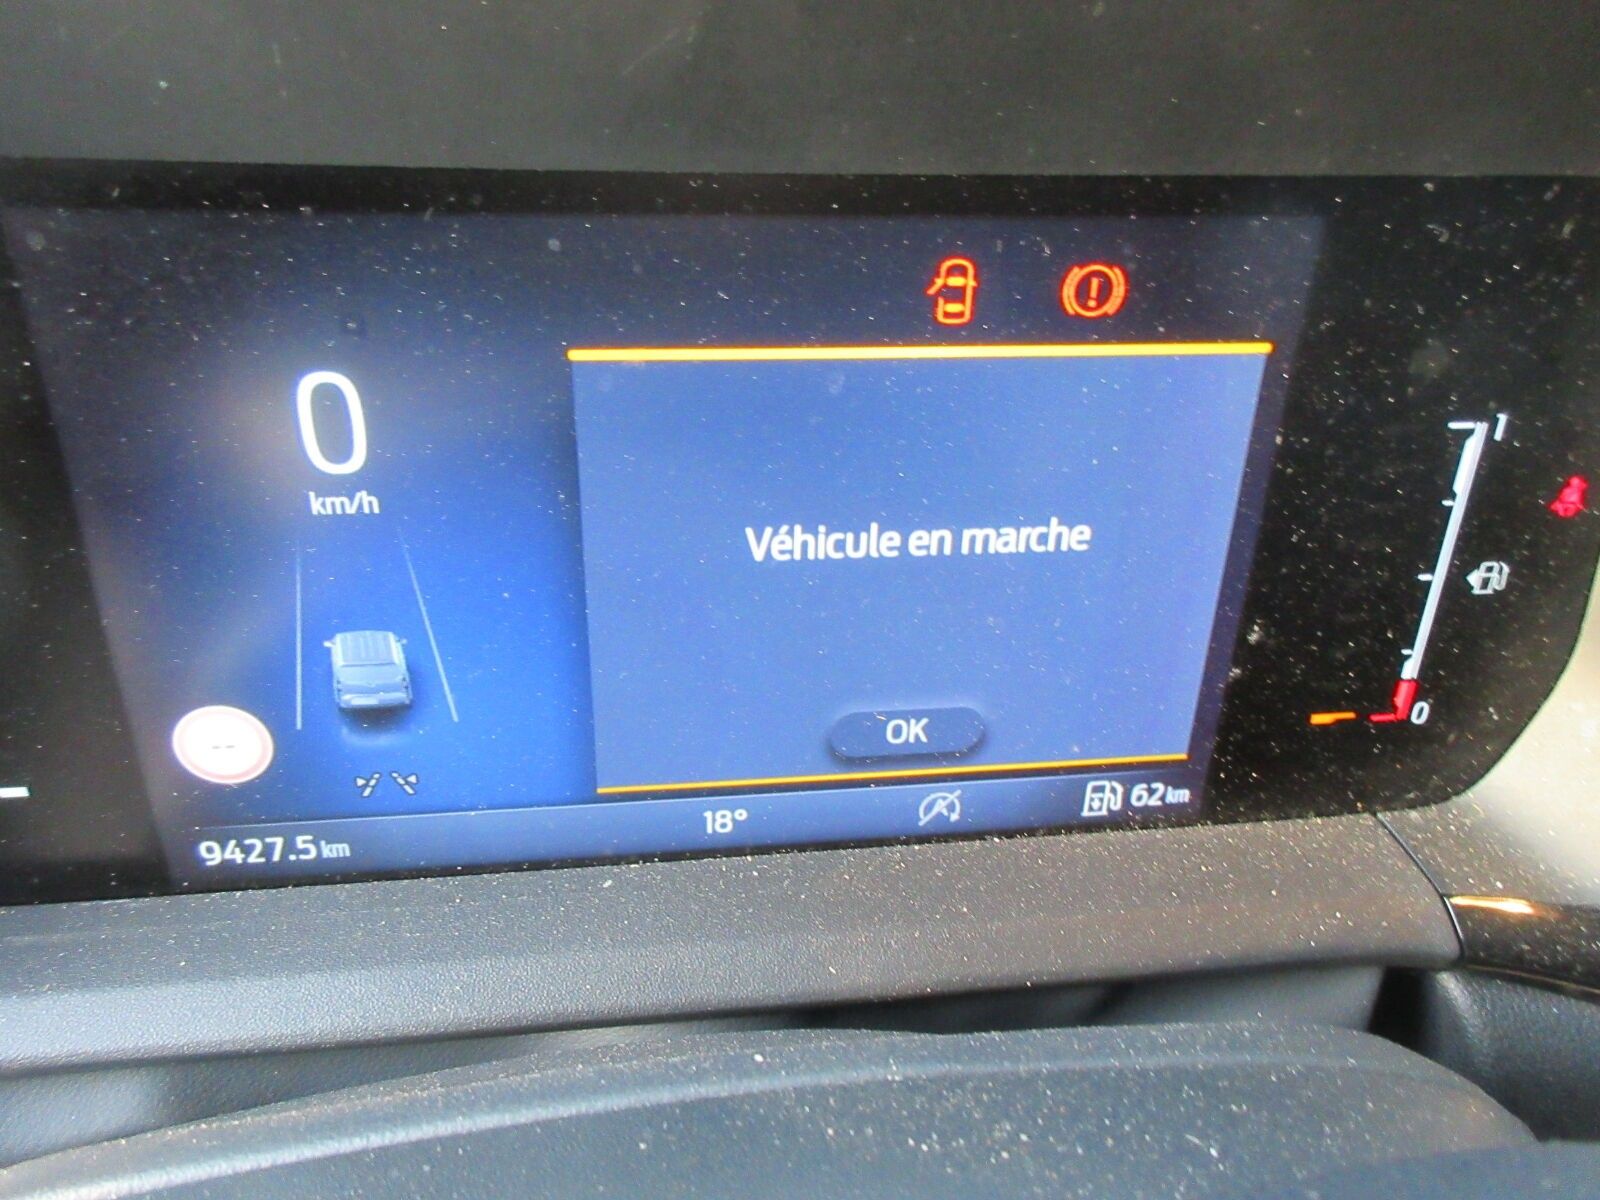 0
km/h
Véhicule en marche
OK
1
0
--
9427.5 km
18°
62 km